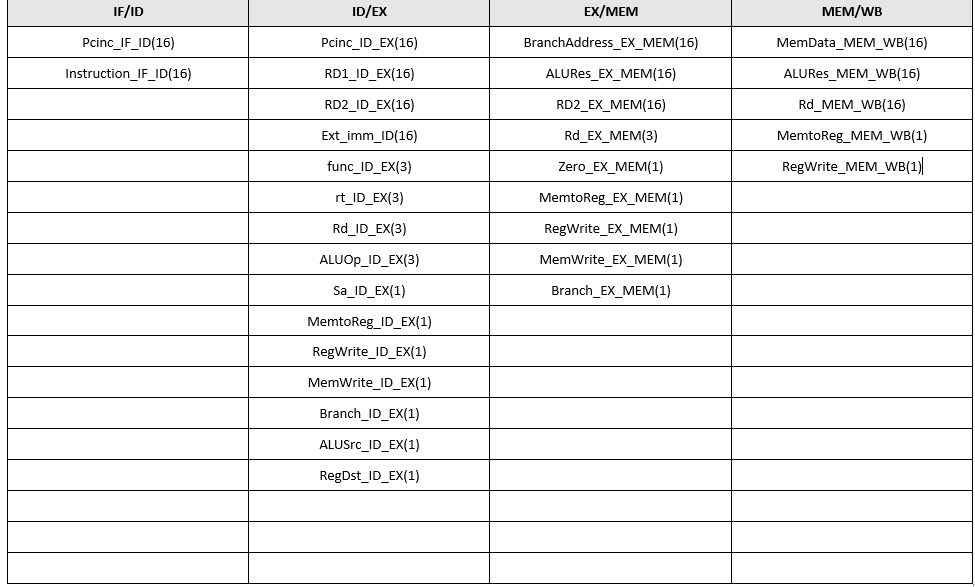 IF/ID ID/EX EX/MEM MEM/WB
Pcinc_IF_ID(16) Pcinc_ID_EX(16) BranchAddress_EX_MEM(16) MemData_MEM_WB(16)
Instruction_IF_ID(16) RD1_ID_EX(16) ALURes_EX_MEM(16) ALURes_MEM_WB(16)
RD2_ID_EX(16) RD2_EX_MEM(16) Rd_MEM_WB(16)
Ext_imm_ID(16) Rd_EX_MEM(3) MemtoReg_MEM_WB(1)
func_ID_EX(3) Zero_EX_MEM(1) RegWrite_MEM_WB(1)
rt_ID_EX(3) MemtoReg_EX_MEM(1)
Rd_ID_EX(3) RegWrite_EX_MEM(1)
ALUOp_ID_EX(3) MemWrite_EX_MEM(1)
Sa_ID_EX(1) Branch_EX_MEM(1)
MemtoReg_ID_EX(1)
RegWrite_ID_EX(1)
MemWrite_ID_EX(1)
Branch_ID_EX(1)
ALUSrc_ID_EX(1)
RegDst_ID_EX(1)